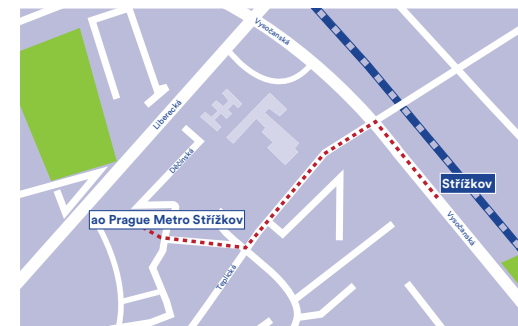 Vysočanská
Liberecká
Děčínská
Střížkov
ao Prague Metro Střížkov
Vysočanská
Teplická